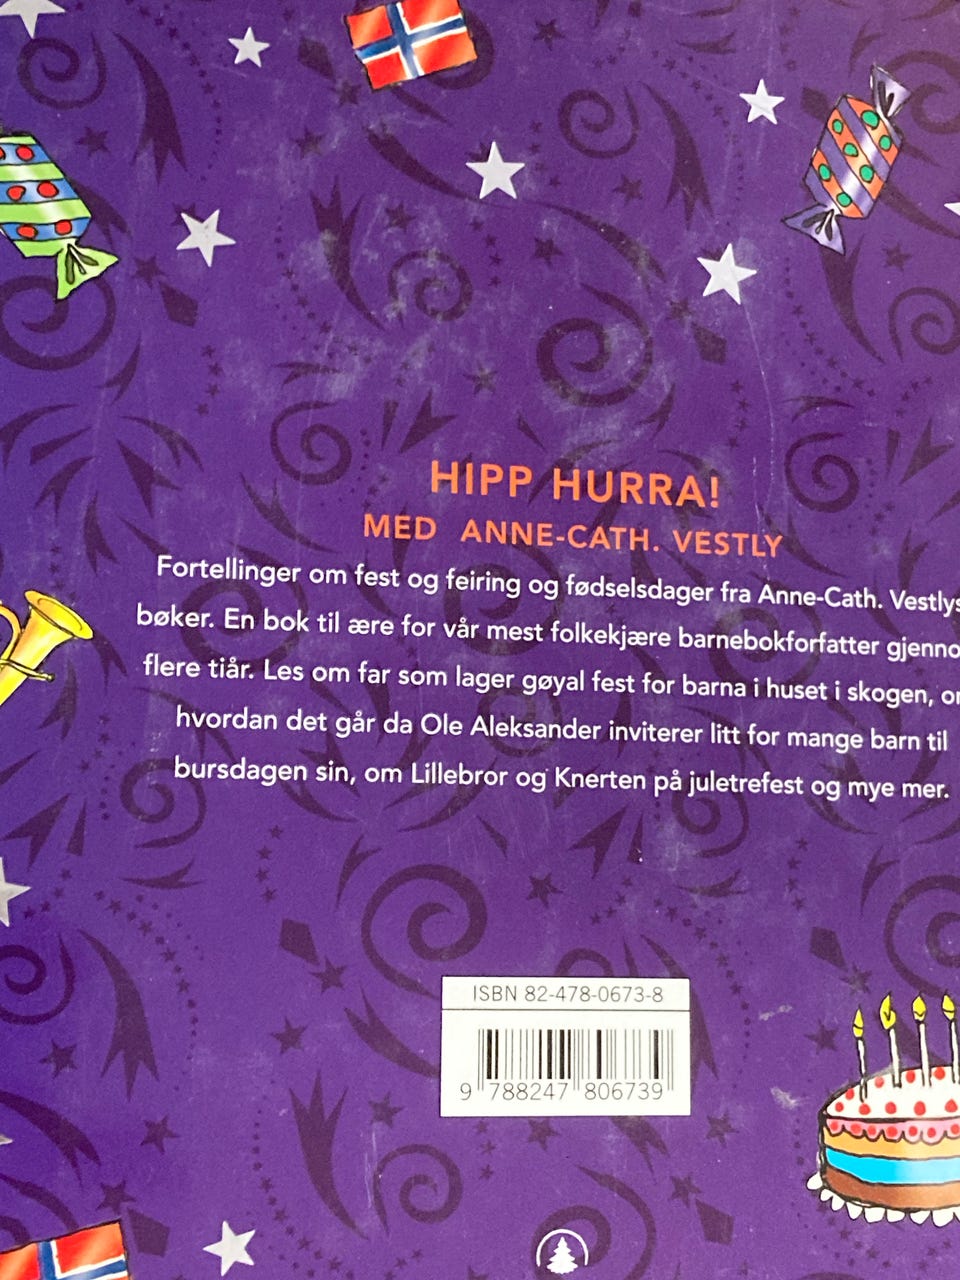 HIPP HURRA!
MED ANNE-CATH. VESTLY
Fortellinger om fest og feiring og fødselsdager fra Anne-Cath. Vestlys
bøker. En bok til ære for vår mest folkekjære barnebokforfatter
flere tiår. Les om far som lager gøyal fest for barna i huset i skogen,
hvordan det går da Ole Aleksander inviterer litt for mange barn til
bursdagen sin, om Lillebror og Knerten på juletrefest og mye mer.
ISBN 82-478-0673-8
9 788247 806739